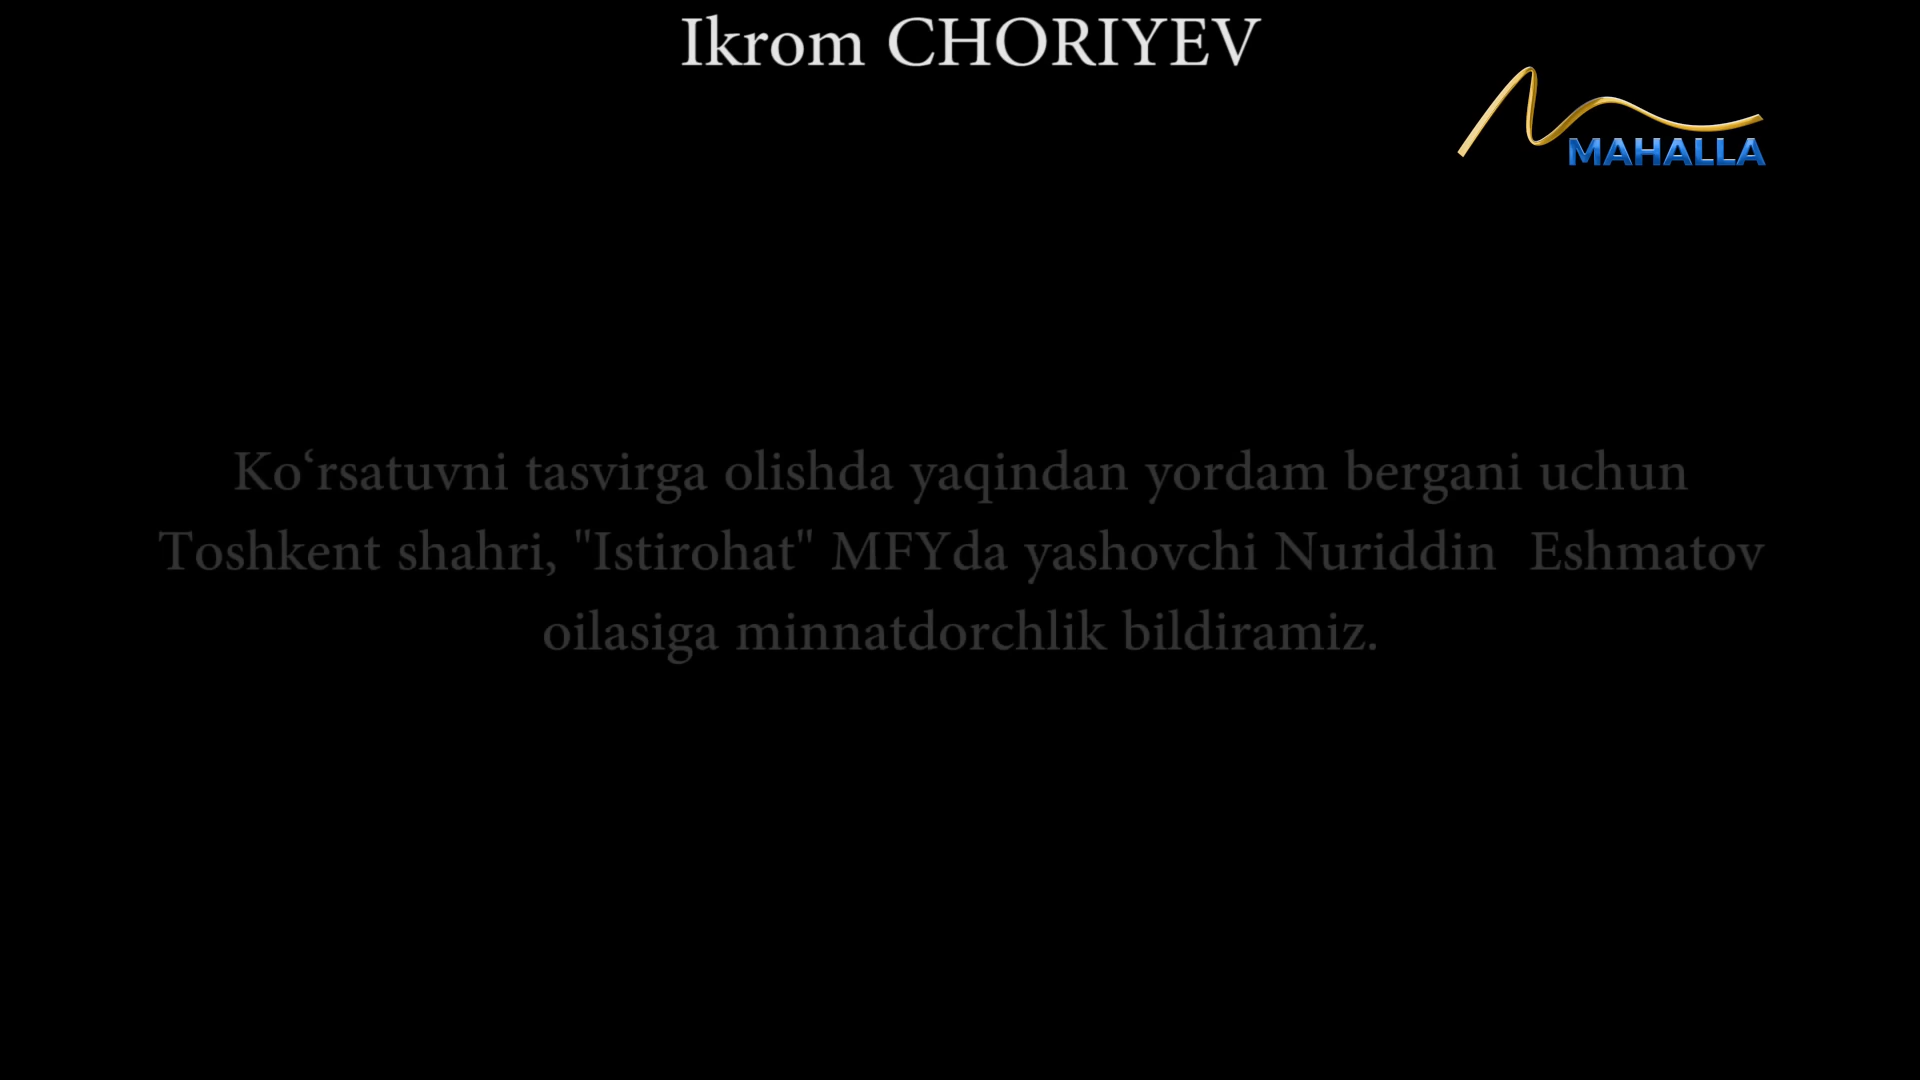 Ikrom CHORIYEV
MAHALLA
Ko‘rsatuvni tasvirga olishda yaqindan yordam bergani uchun
Toshkent shahri, "Istirohat" MFYda yashovchi Nuriddin  Eshmatov
oilasiga minnatdorchlik bildiramiz.